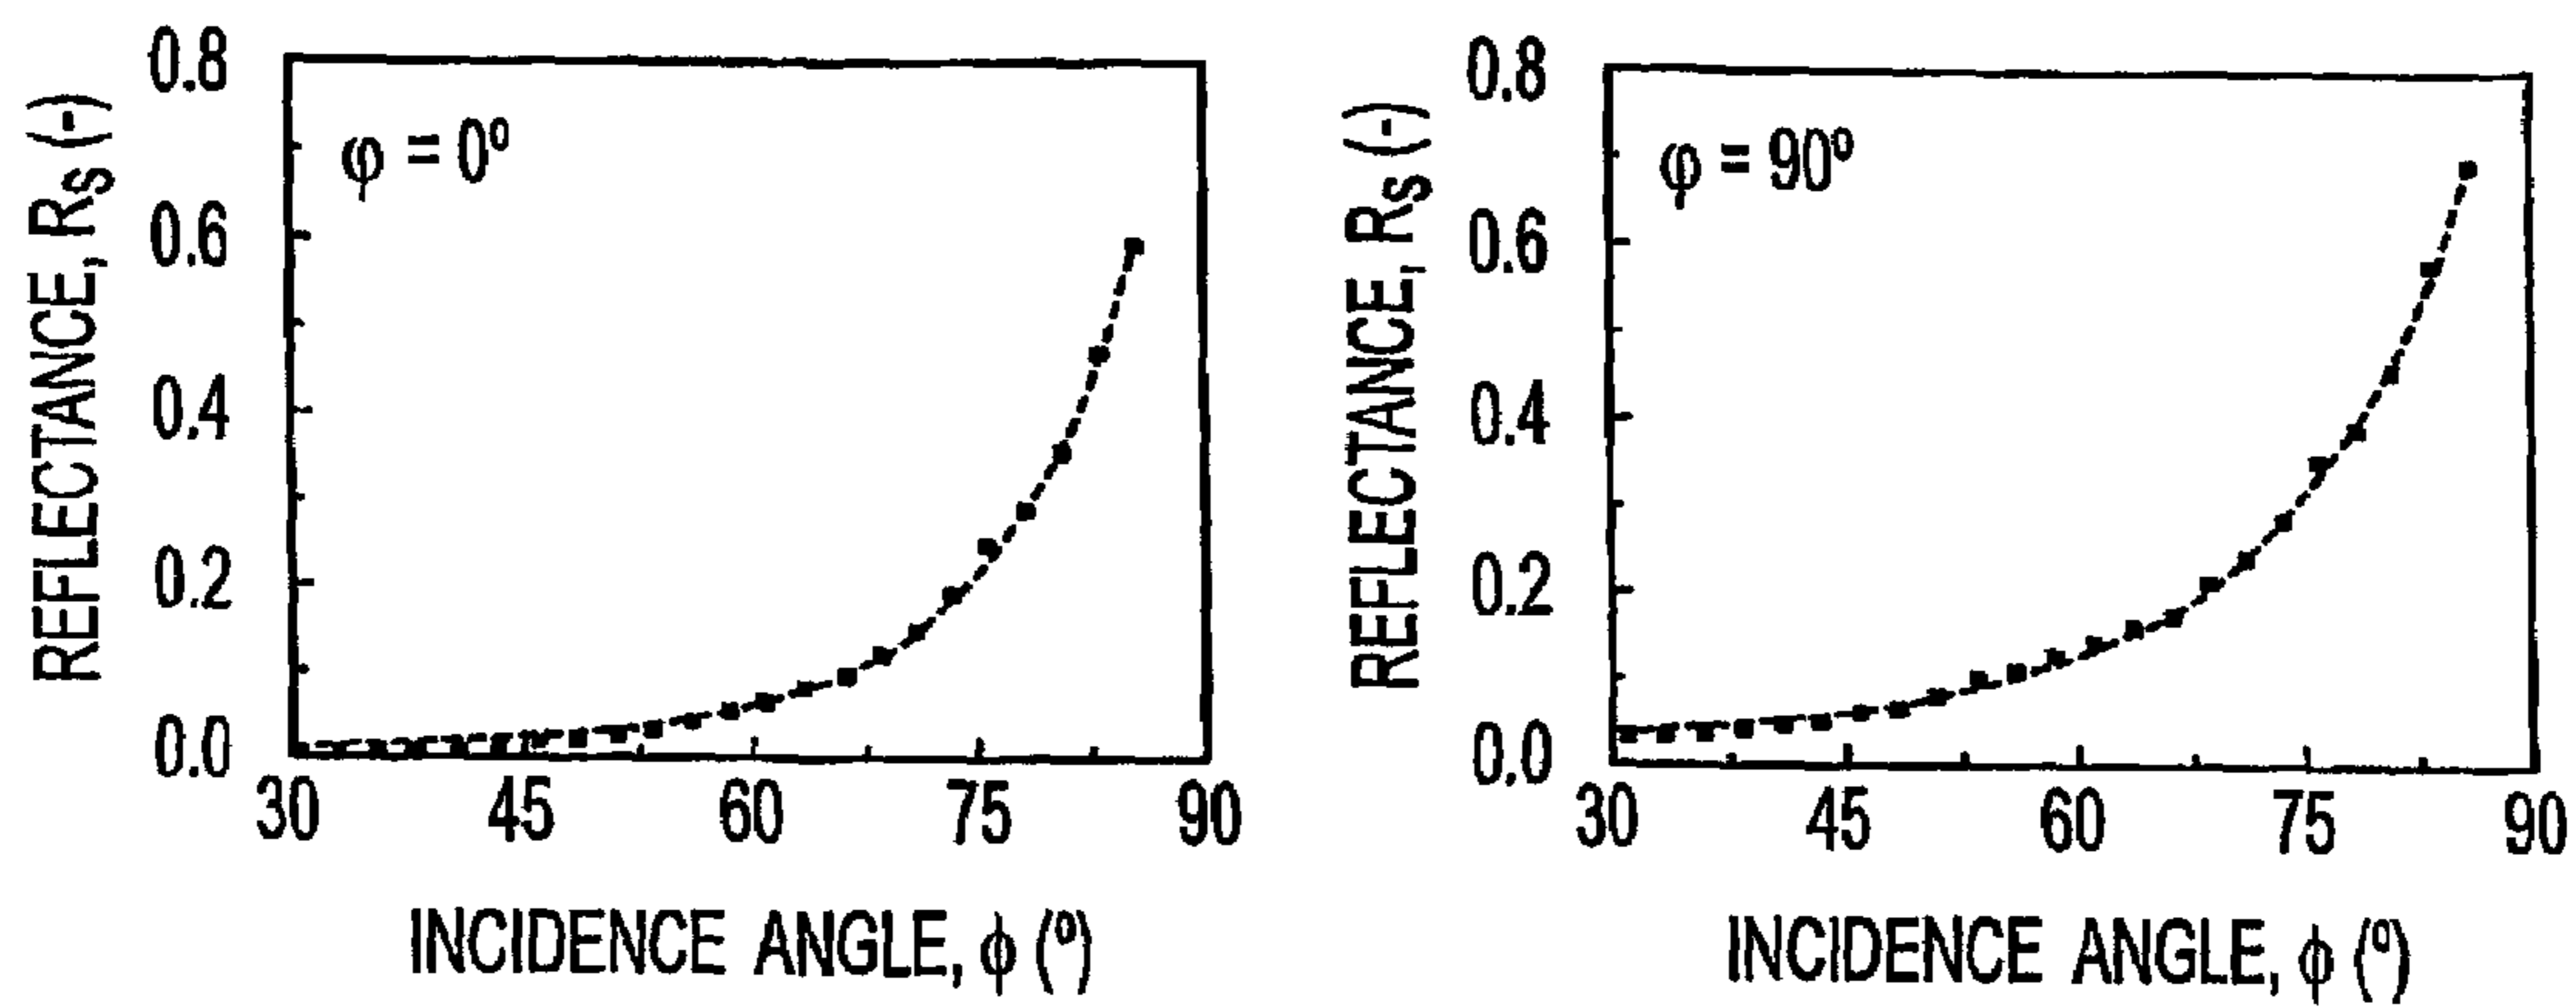 REFLECTANCE, Rs (-)
0.8
0.6
0.4
0.2
0.0
φ = 0º
30 45 60 75 90
INCIDENCE ANGLE, ϕ (º)
REFLECTANCE, Rs (-)
0.8
0.6
0.4
0.2
0.0
φ = 90º
30 45 60 75 90
INCIDENCE ANGLE, ϕ (º)